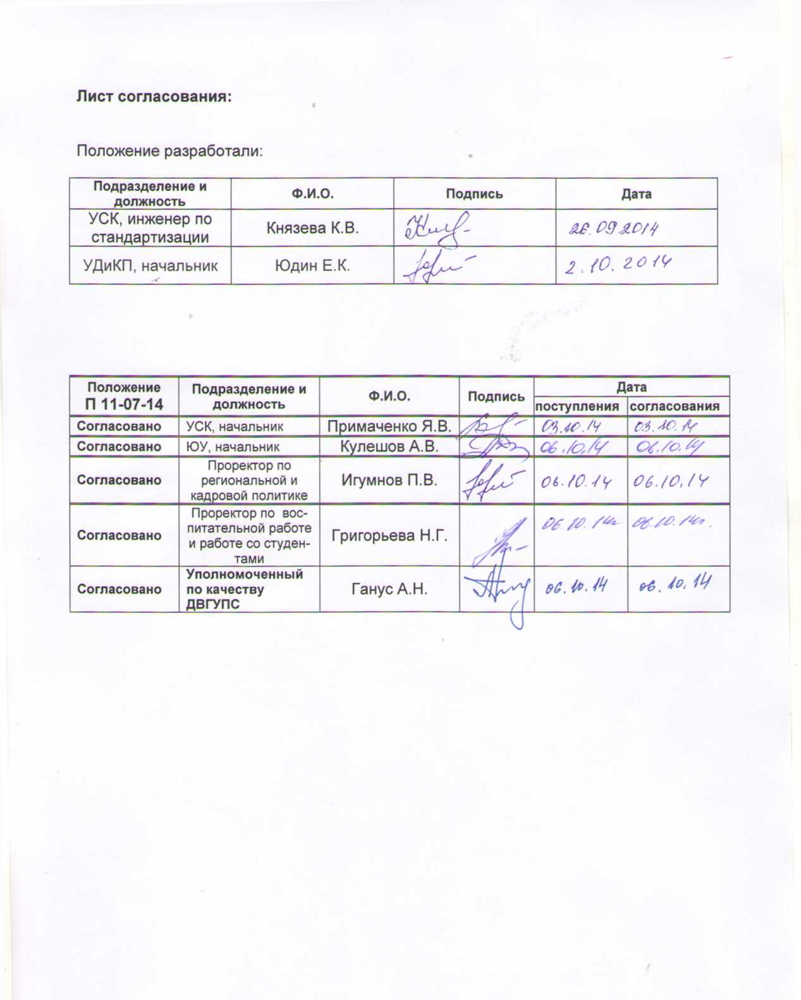 Лист согласования:
Положение разработали:
Подразделение и должность Ф.И.О. Подпись Дата
УСК, инженер по стандартизации Князева К.В. 26.09.2014
УДиКП, начальник Юдин Е.К. 2.10.2014
Положение П 11-07-14 Подразделение и должность Ф.И.О. Подпись Дата
поступления согласования
Согласовано УСК, начальник Примаченко Я.В. 03.10.14 03.10.14
Согласовано ЮУ, начальник Кулешов А.В. 06.10.14 06.10.14
Согласовано Проректор по региональной и кадровой политике Игумнов П.В. 06.10.14 06.10.14
Согласовано Проректор по вос-
питательной работе
и работе со студен-
тами Григорьева Н.Г. 06.10.14г 06.10.14г.
Согласовано Уполномоченный по качеству ДВГУПС Ганус А.Н. 06.10.14 06.10.14